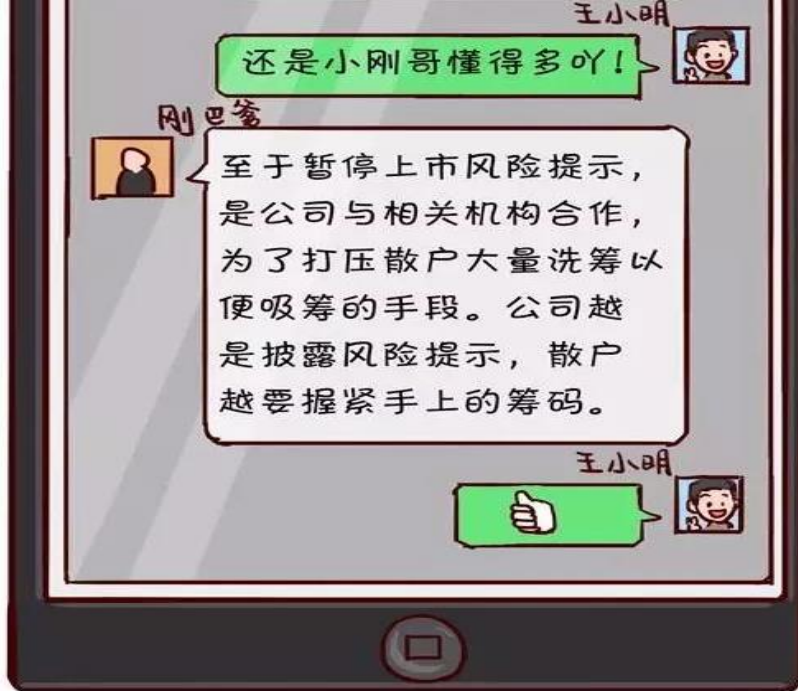 王小明
还是小刚哥懂得多吖！
刚巴爹
至于暂停上市风险提示，
是公司与相关机构合作，
为了打压散户大量洗筹以
便吸筹的手段。公司越
是披露风险提示，散户
越要握紧手上的筹码。
王小明